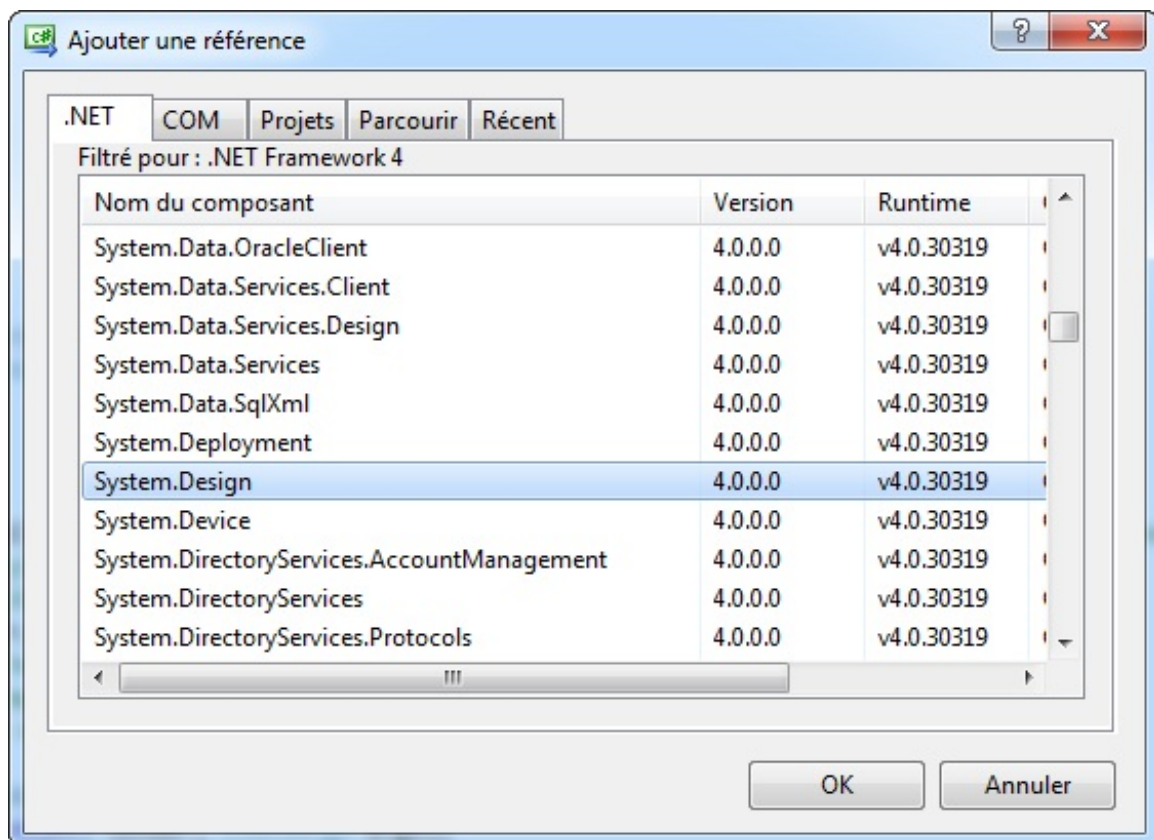 C# Ajouter une référence ?
.NET COM Projets Parcourir Récent
Filtré pour : .NET Framework 4
Nom du composant Version Runtime
System.Data.OracleClient 4.0.0.0 v4.0.30319
System.Data.Services.Client 4.0.0.0 v4.0.30319
System.Data.Services.Design 4.0.0.0 v4.0.30319
System.Data.Services 4.0.0.0 v4.0.30319
System.Data.SqlXml 4.0.0.0 v4.0.30319
System.Deployment 4.0.0.0 v4.0.30319
System.Design 4.0.0.0 v4.0.30319
System.Device 4.0.0.0 v4.0.30319
System.DirectoryServices.AccountManagement 4.0.0.0 v4.0.30319
System.DirectoryServices 4.0.0.0 v4.0.30319
System.DirectoryServices.Protocols 4.0.0.0 v4.0.30319
OK Annuler